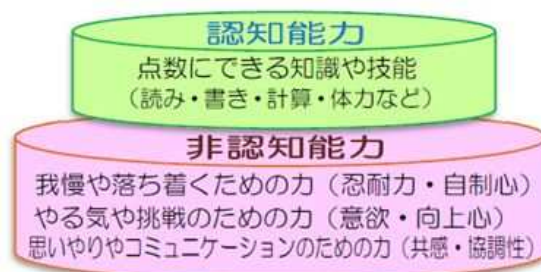 認知能力
点数にできる知識や技能
（読み・書き・計算・体力など）
非認知能力
我慢や落ち着くための力（忍耐力・自制心）
やる気や挑戦のための力（意欲・向上心）
思いやりやコミュニケーションのための力（共感・協調性）